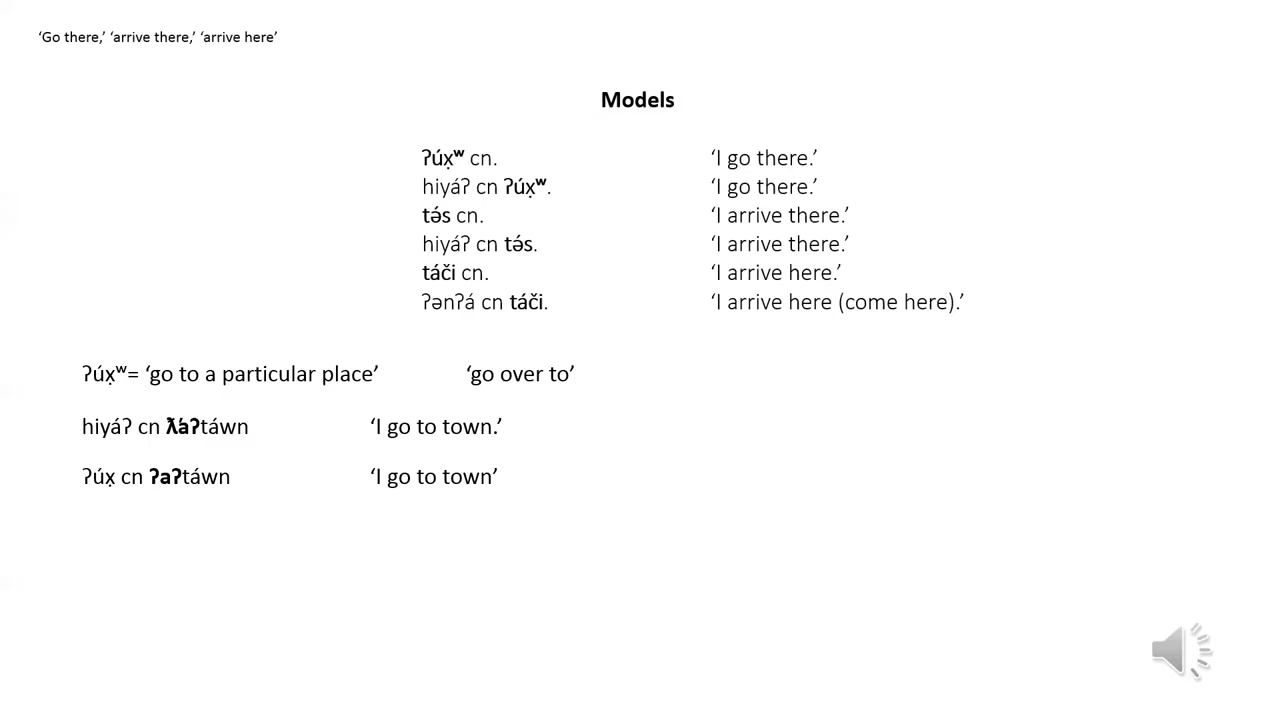 ‘Go there,’ ‘arrive there,’ ‘arrive here’
Models
ʔúx̣ʷ cn. ‘I go there.’
hiyáʔ cn ʔúx̣ʷ. ‘I go there.’
tə́s cn. ‘I arrive there.’
hiyáʔ cn tə́s. ‘I arrive there.’
táči cn. ‘I arrive here.’
ʔənʔá cn táči. ‘I arrive here (come here).’
ʔúx̣ʷ= ‘go to a particular place’ ‘go over to’
hiyáʔ cn ƛ̓áʔtáwn ‘I go to town.’
ʔúx̣ cn ʔaʔtáwn ‘I go to town’